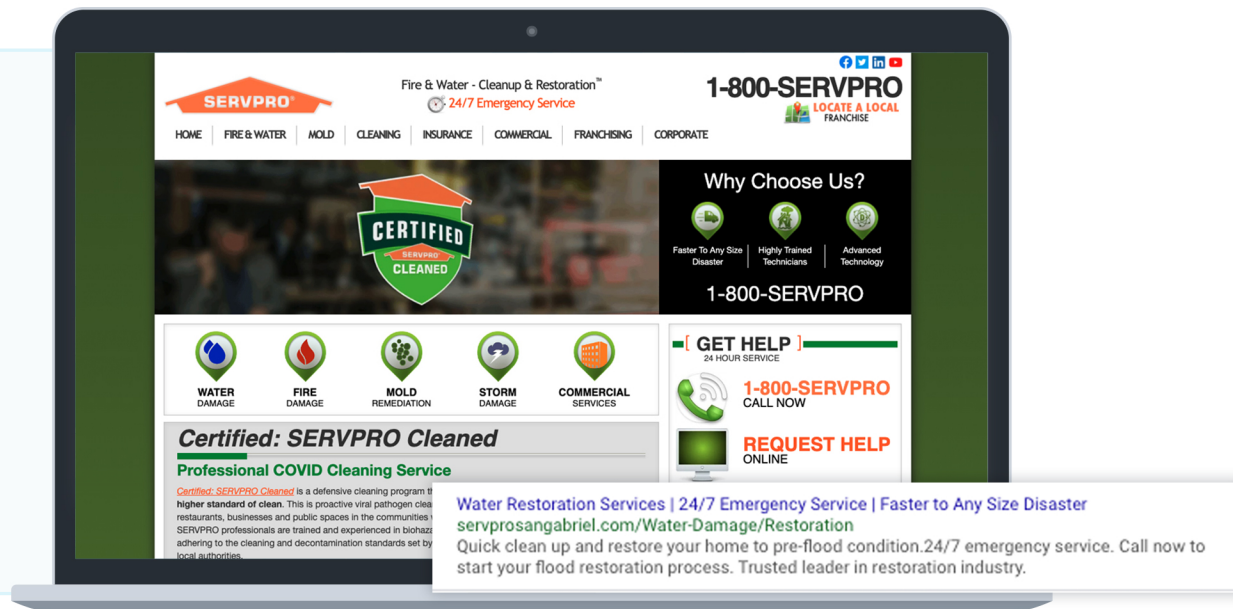 SERVPRO®
Fire & Water - Cleanup & Restoration™
24/7 Emergency Service
1-800-SERVPRO
LOCATE A LOCAL
FRANCHISE
HOME
FIRE & WATER
MOLD
CLEANING
INSURANCE
COMMERCIAL
FRANCHISING
CORPORATE
CERTIFIED
SERVPRO®
CLEANED
Why Choose Us?
Faster To Any Size
Disaster
Highly Trained
Technicians
Advanced
Technology
1-800-SERVPRO
WATER
DAMAGE
FIRE
DAMAGE
MOLD
REMEDIATION
STORM
DAMAGE
COMMERCIAL
SERVICES
[ GET HELP ]
24 HOUR SERVICE
1-800-SERVPRO
CALL NOW
REQUEST HELP
ONLINE
Certified: SERVPRO Cleaned
Professional COVID Cleaning Service
Certified: SERVPRO Cleaned is a defensive cleaning program
higher standard of clean. This is proactive viral pathogen
restaurants, businesses and public spaces in the communities
SERVPRO professionals are trained and experienced in
adhering to the cleaning and decontamination standards set by
local authorities.
Water Restoration Services | 24/7 Emergency Service | Faster to Any Size Disaster
servprosangabriel.com/Water-Damage/Restoration
Quick clean up and restore your home to pre-flood condition.24/7 emergency service. Call now to
start your flood restoration process. Trusted leader in restoration industry.